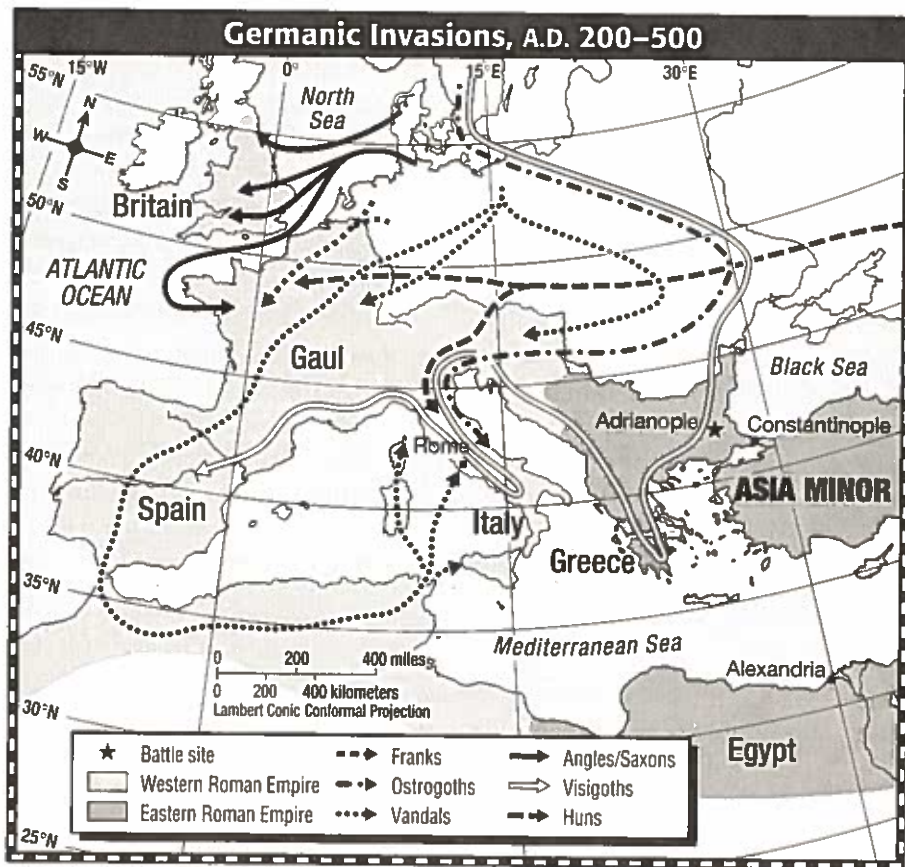 Germanic Invasions, A.D. 200–500
15°W
0°
15°E
30°E
55°N
North
Sea
N
W
E
S
50°N
Britain
ATLANTIC
OCEAN
45°N
Gaul
Black Sea
Adrianople
Constantinople
Rome
40°N
ASIA MINOR
Spain
Italy
Greece
35°N
Mediterranean Sea
0 200 400 miles
0 200 400 kilometers
Lambert Conic Conformal Projection
Alexandria
30°N
Egypt
★ Battle site
Western Roman Empire
Eastern Roman Empire
Franks
Ostrogoths
Vandals
Angles/Saxons
Visigoths
Huns
25°N